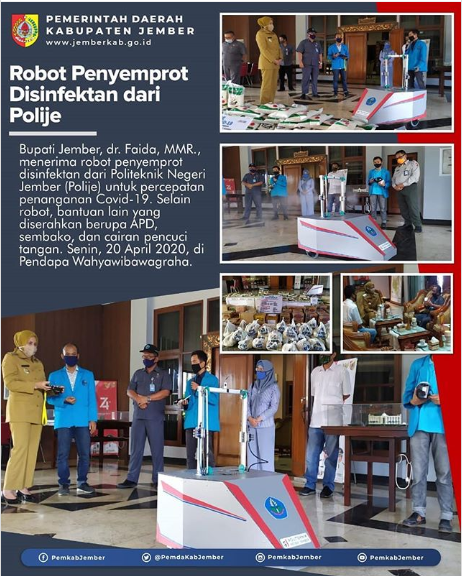 PEMERINTAH DAERAH
KABUPATEN JEMBER
www.jemberkab.go.id
Robot Penyemprot
Disinfektan dari
Polije
Bupati Jember, dr. Faida, MMR.,
menerima robot penyemprot
disinfektan dari Politeknik Negeri
Jember (Polije) untuk percepatan
penanganan Covid-19. Selain
robot, bantuan lain yang
diserahkan berupa APD,
sembako, dan cairan pencuci
tangan. Senin, 20 April 2020, di
Pendapa Wahyawibawagraha.
PemkabJember
@PemdaKabJember
PemkabJember
PemkabJember